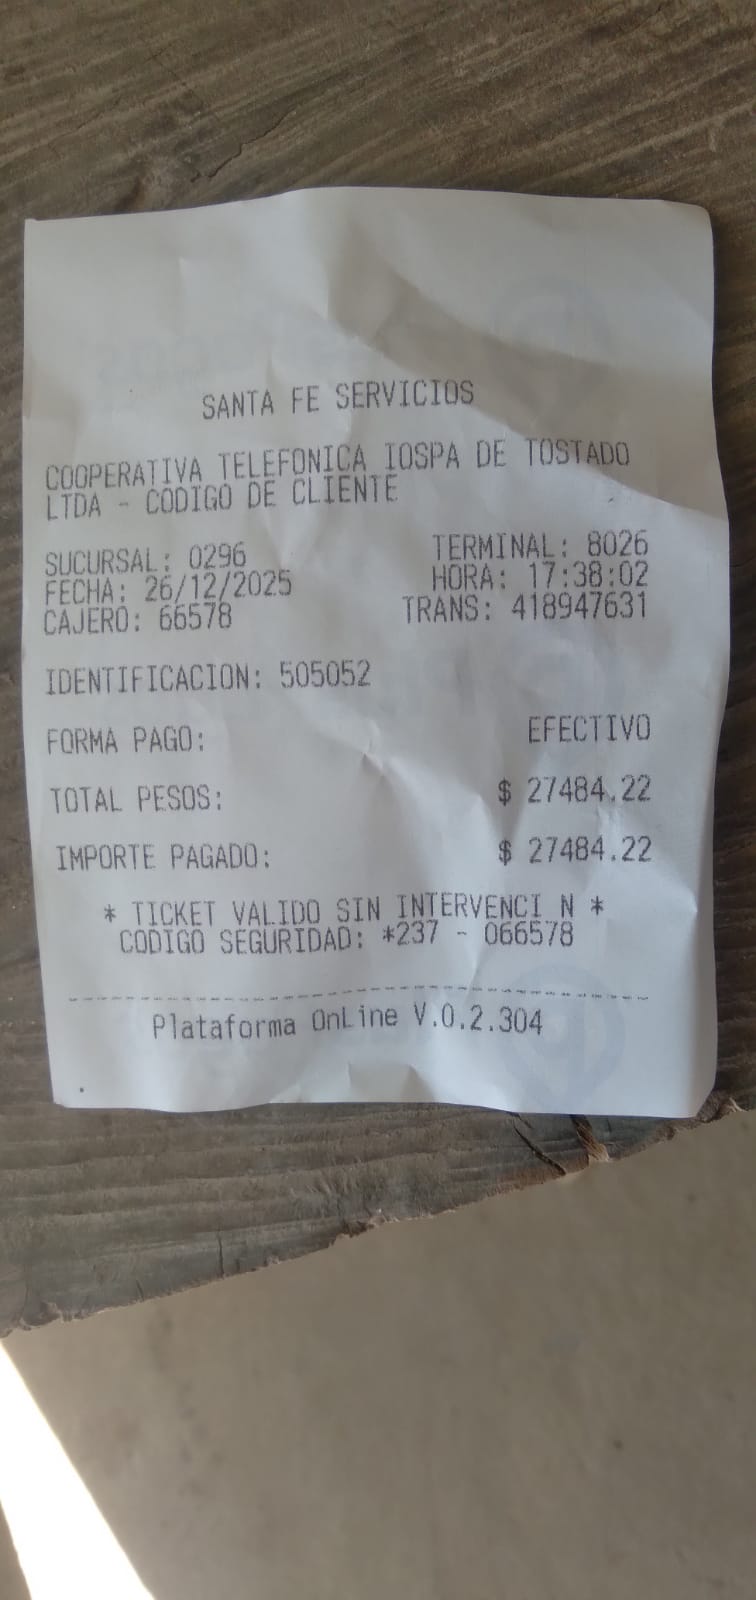 SANTA FE SERVICIOS
COOPERATIVA TELEFONICA IOSPA DE TOSTADO
LTDA - CODIGO DE CLIENTE
SUCURSAL: 0296 TERMINAL: 8026
FECHA: 26/12/2025 HORA: 17:38:02
CAJERO: 66578 TRANS: 418947631
IDENTIFICACION: 505052
FORMA PAGO: EFECTIVO
TOTAL PESOS: $ 27484.22
IMPORTE PAGADO: $ 27484.22
* TICKET VALIDO SIN INTERVENCI N *
CODIGO SEGURIDAD: *237 - 066578
Plataforma OnLine V.0.2.304